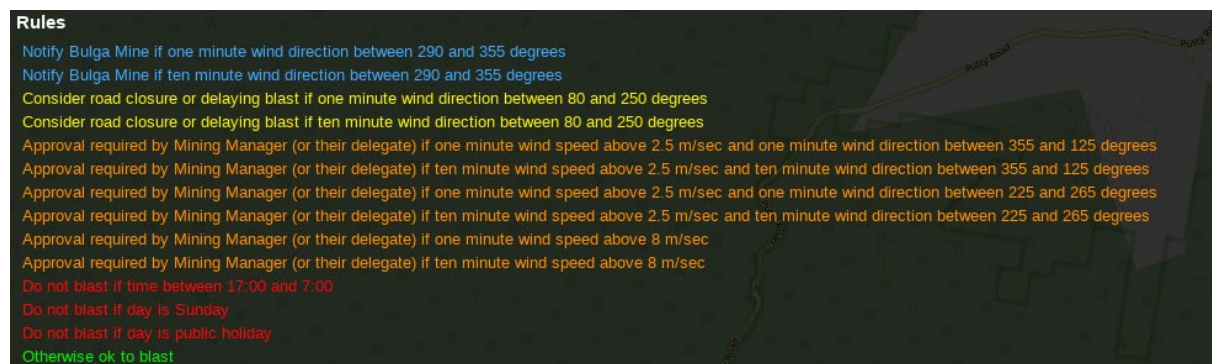 Rules
Notify Bulga Mine if one minute wind direction between 290 and 355 degrees
Notify Bulga Mine if ten minute wind direction between 290 and 355 degrees
Consider road closure or delaying blast if one minute wind direction between 80 and 250 degrees
Consider road closure or delaying blast if ten minute wind direction between 80 and 250 degrees
Approval required by Mining Manager (or their delegate) if one minute wind speed above 2.5 m/sec and one minute wind direction between 355 and 125 degrees
Approval required by Mining Manager (or their delegate) if ten minute wind speed above 2.5 m/sec and ten minute wind direction between 355 and 125 degrees
Approval required by Mining Manager (or their delegate) if one minute wind speed above 2.5 m/sec and one minute wind direction between 225 and 265 degrees
Approval required by Mining Manager (or their delegate) if ten minute wind speed above 2.5 m/sec and ten minute wind direction between 225 and 265 degrees
Approval required by Mining Manager (or their delegate) if one minute wind speed above 8 m/sec
Approval required by Mining Manager (or their delegate) if ten minute wind speed above 8 m/sec
Do not blast if time between 17:00 and 7:00
Do not blast if day is Sunday
Do not blast if day is public holiday
Otherwise ok to blast
Putty Road
Putty
Road